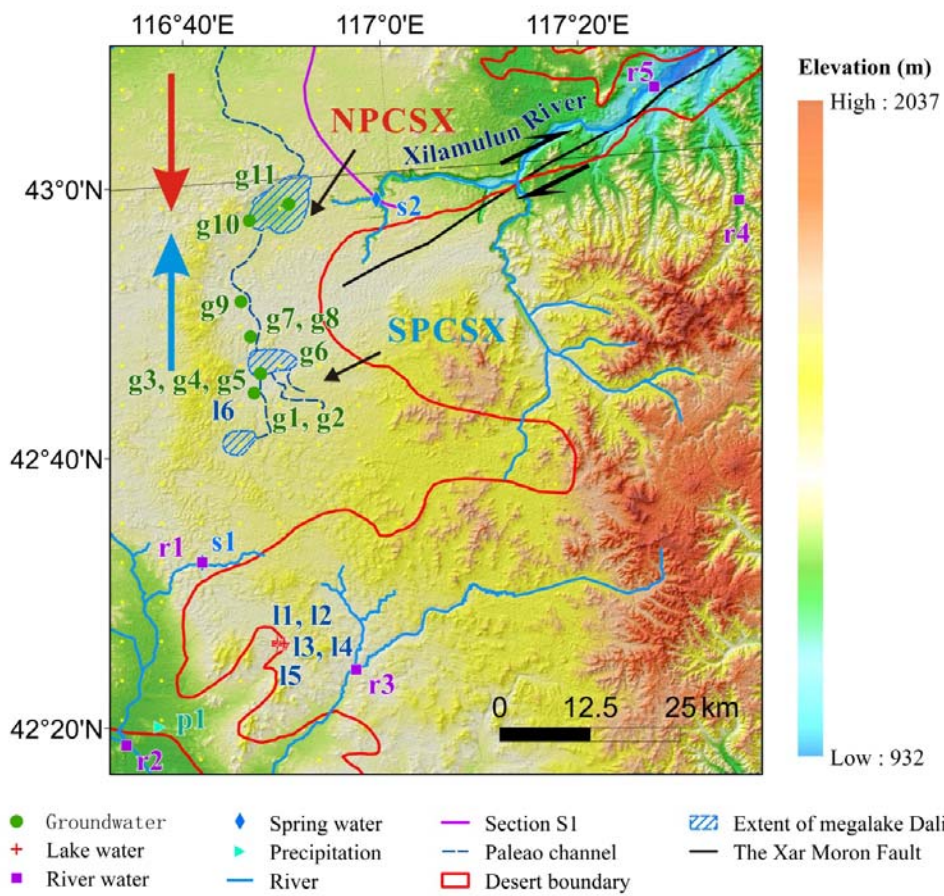 116°40'E 117°0'E 117°20'E
Elevation (m)
High : 2037
r5
NPCSX
Xilamulun River
43°0'N
g11
s2
g10
r4
g9
g7, g8
SPCSX
g6
g3, g4, g5
l6
g1, g2
42°40'N
r1 s1
l1, l2
l3, l4
l5
r3
0 12.5 25 km
42°20'N
p1
r2
Low : 932
Groundwater Spring water Section S1 Extent of megalake Dali
Lake water Precipitation Paleao channel The Xar Moron Fault
River water River Desert boundary